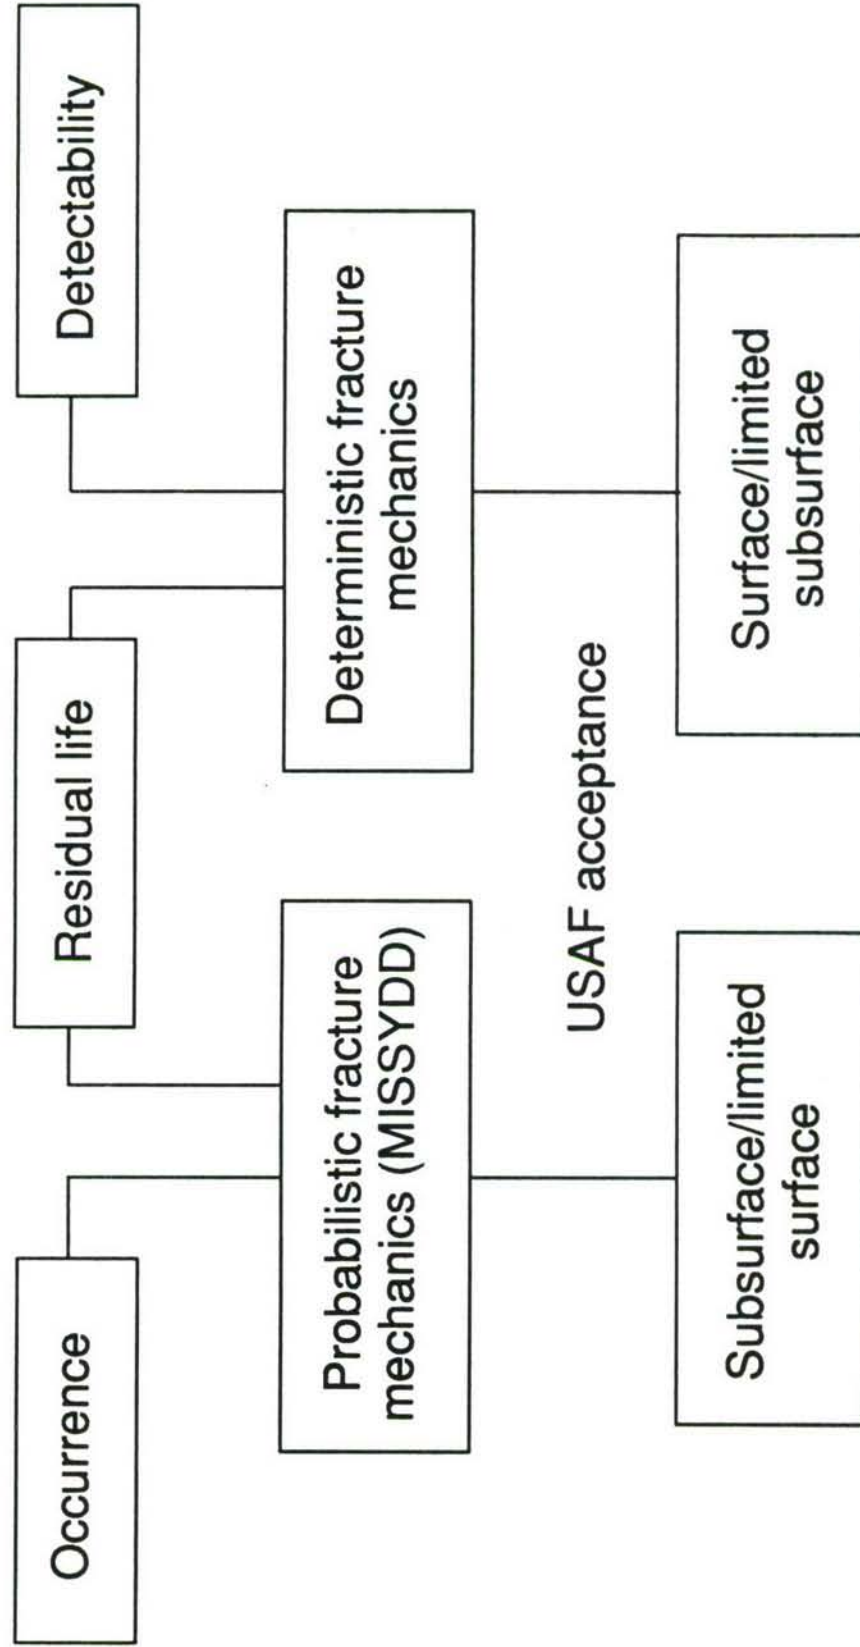 Occurrence
Residual life
Detectability
Probabilistic fracture
mechanics (MISSYDD)
Deterministic fracture
mechanics
USAF acceptance
Subsurface/limited
surface
Surface/limited
subsurface